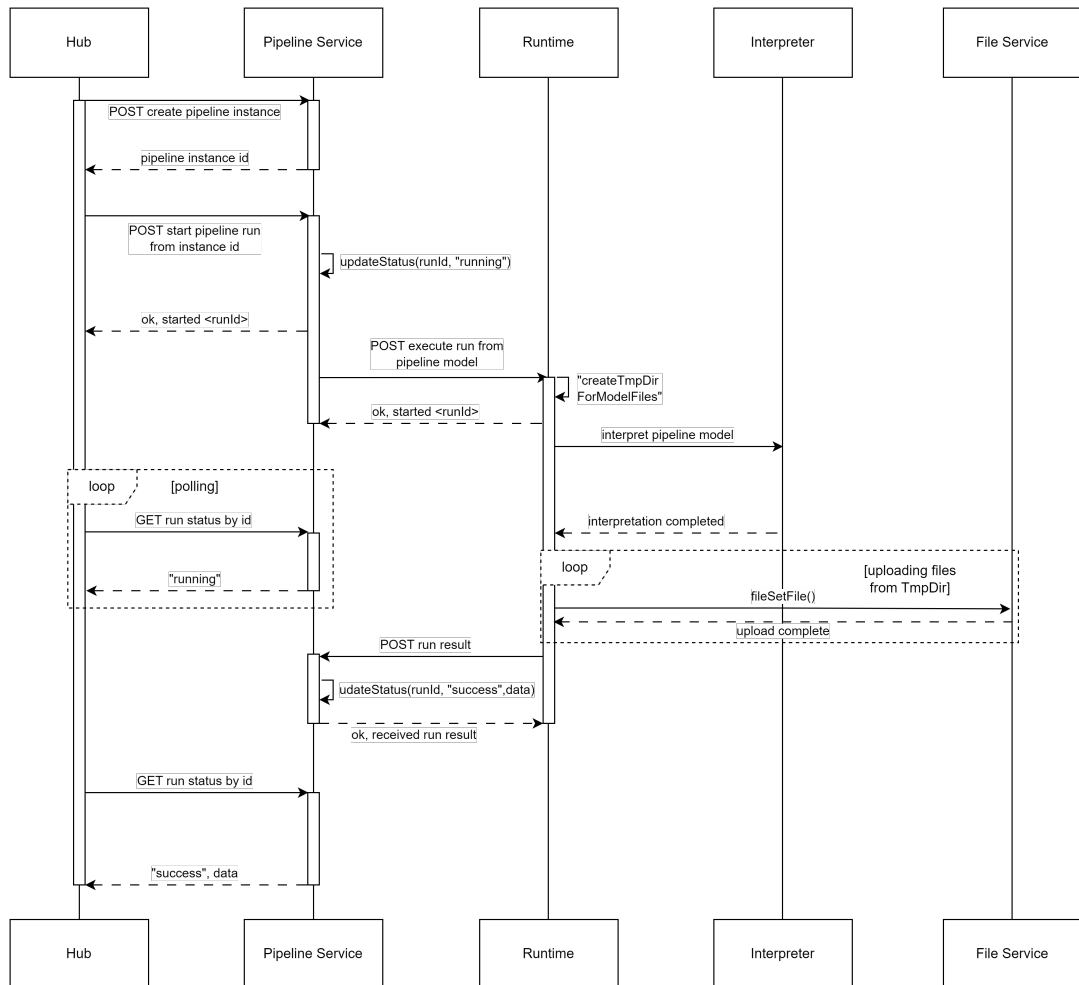 Hub
Pipeline Service
Runtime
Interpreter
File Service
POST create pipeline instance
pipeline instance id
POST start pipeline run
from instance id
updateStatus(runId, "running")
ok, started <runId>
POST execute run from
pipeline model
"createTmpDir
ForModelFiles"
ok, started <runId>
interpret pipeline model
loop
[polling]
GET run status by id
interpretation completed
loop
[uploading files
from TmpDir]
"running"
fileSetFile()
upload complete
POST run result
udateStatus(runId, "success",data)
ok, received run result
GET run status by id
"success", data
Hub
Pipeline Service
Runtime
Interpreter
File Service